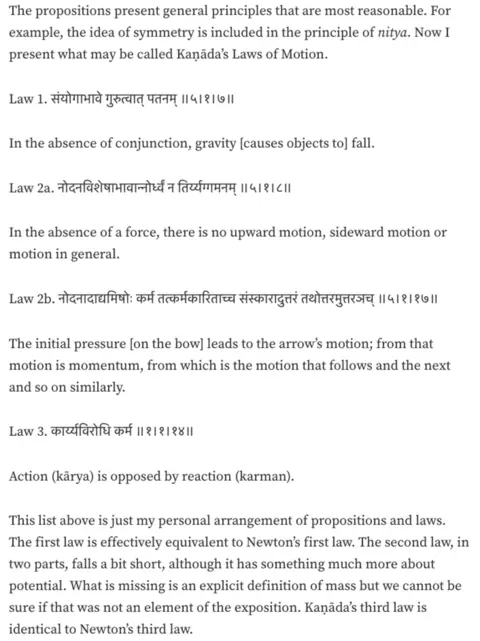 The propositions present general principles that are most reasonable. For
example, the idea of symmetry is included in the principle of nitya. Now I
present what may be called Kaṇāda's Laws of Motion.
Law 1. संयोगाभावे गुरुत्वात् पतनम् ॥५।१।७॥
In the absence of conjunction, gravity [causes objects to] fall.
Law 2a. नोदनविशेषाभावान्नोर्ध्वं न तिर्य्यग्गमनम् ॥५।१।८॥
In the absence of a force, there is no upward motion, sideward motion or
motion in general.
Law 2b. नोदनादाद्यमिषोः कर्म तत्कर्मकारिताच्च संस्कारादुत्तरं तथोत्तरमुत्तरञच् ॥५।१।१७॥
The initial pressure [on the bow] leads to the arrow's motion; from that
motion is momentum, from which is the motion that follows and the next
and so on similarly.
Law 3. कार्य्यविरोधि कर्म ॥१।१।१४॥
Action (kārya) is opposed by reaction (karman).
This list above is just my personal arrangement of propositions and laws.
The first law is effectively equivalent to Newton's first law. The second law, in
two parts, falls a bit short, although it has something much more about
potential. What is missing is an explicit definition of mass but we cannot be
sure if that was not an element of the exposition. Kaṇāda's third law is
identical to Newton's third law.